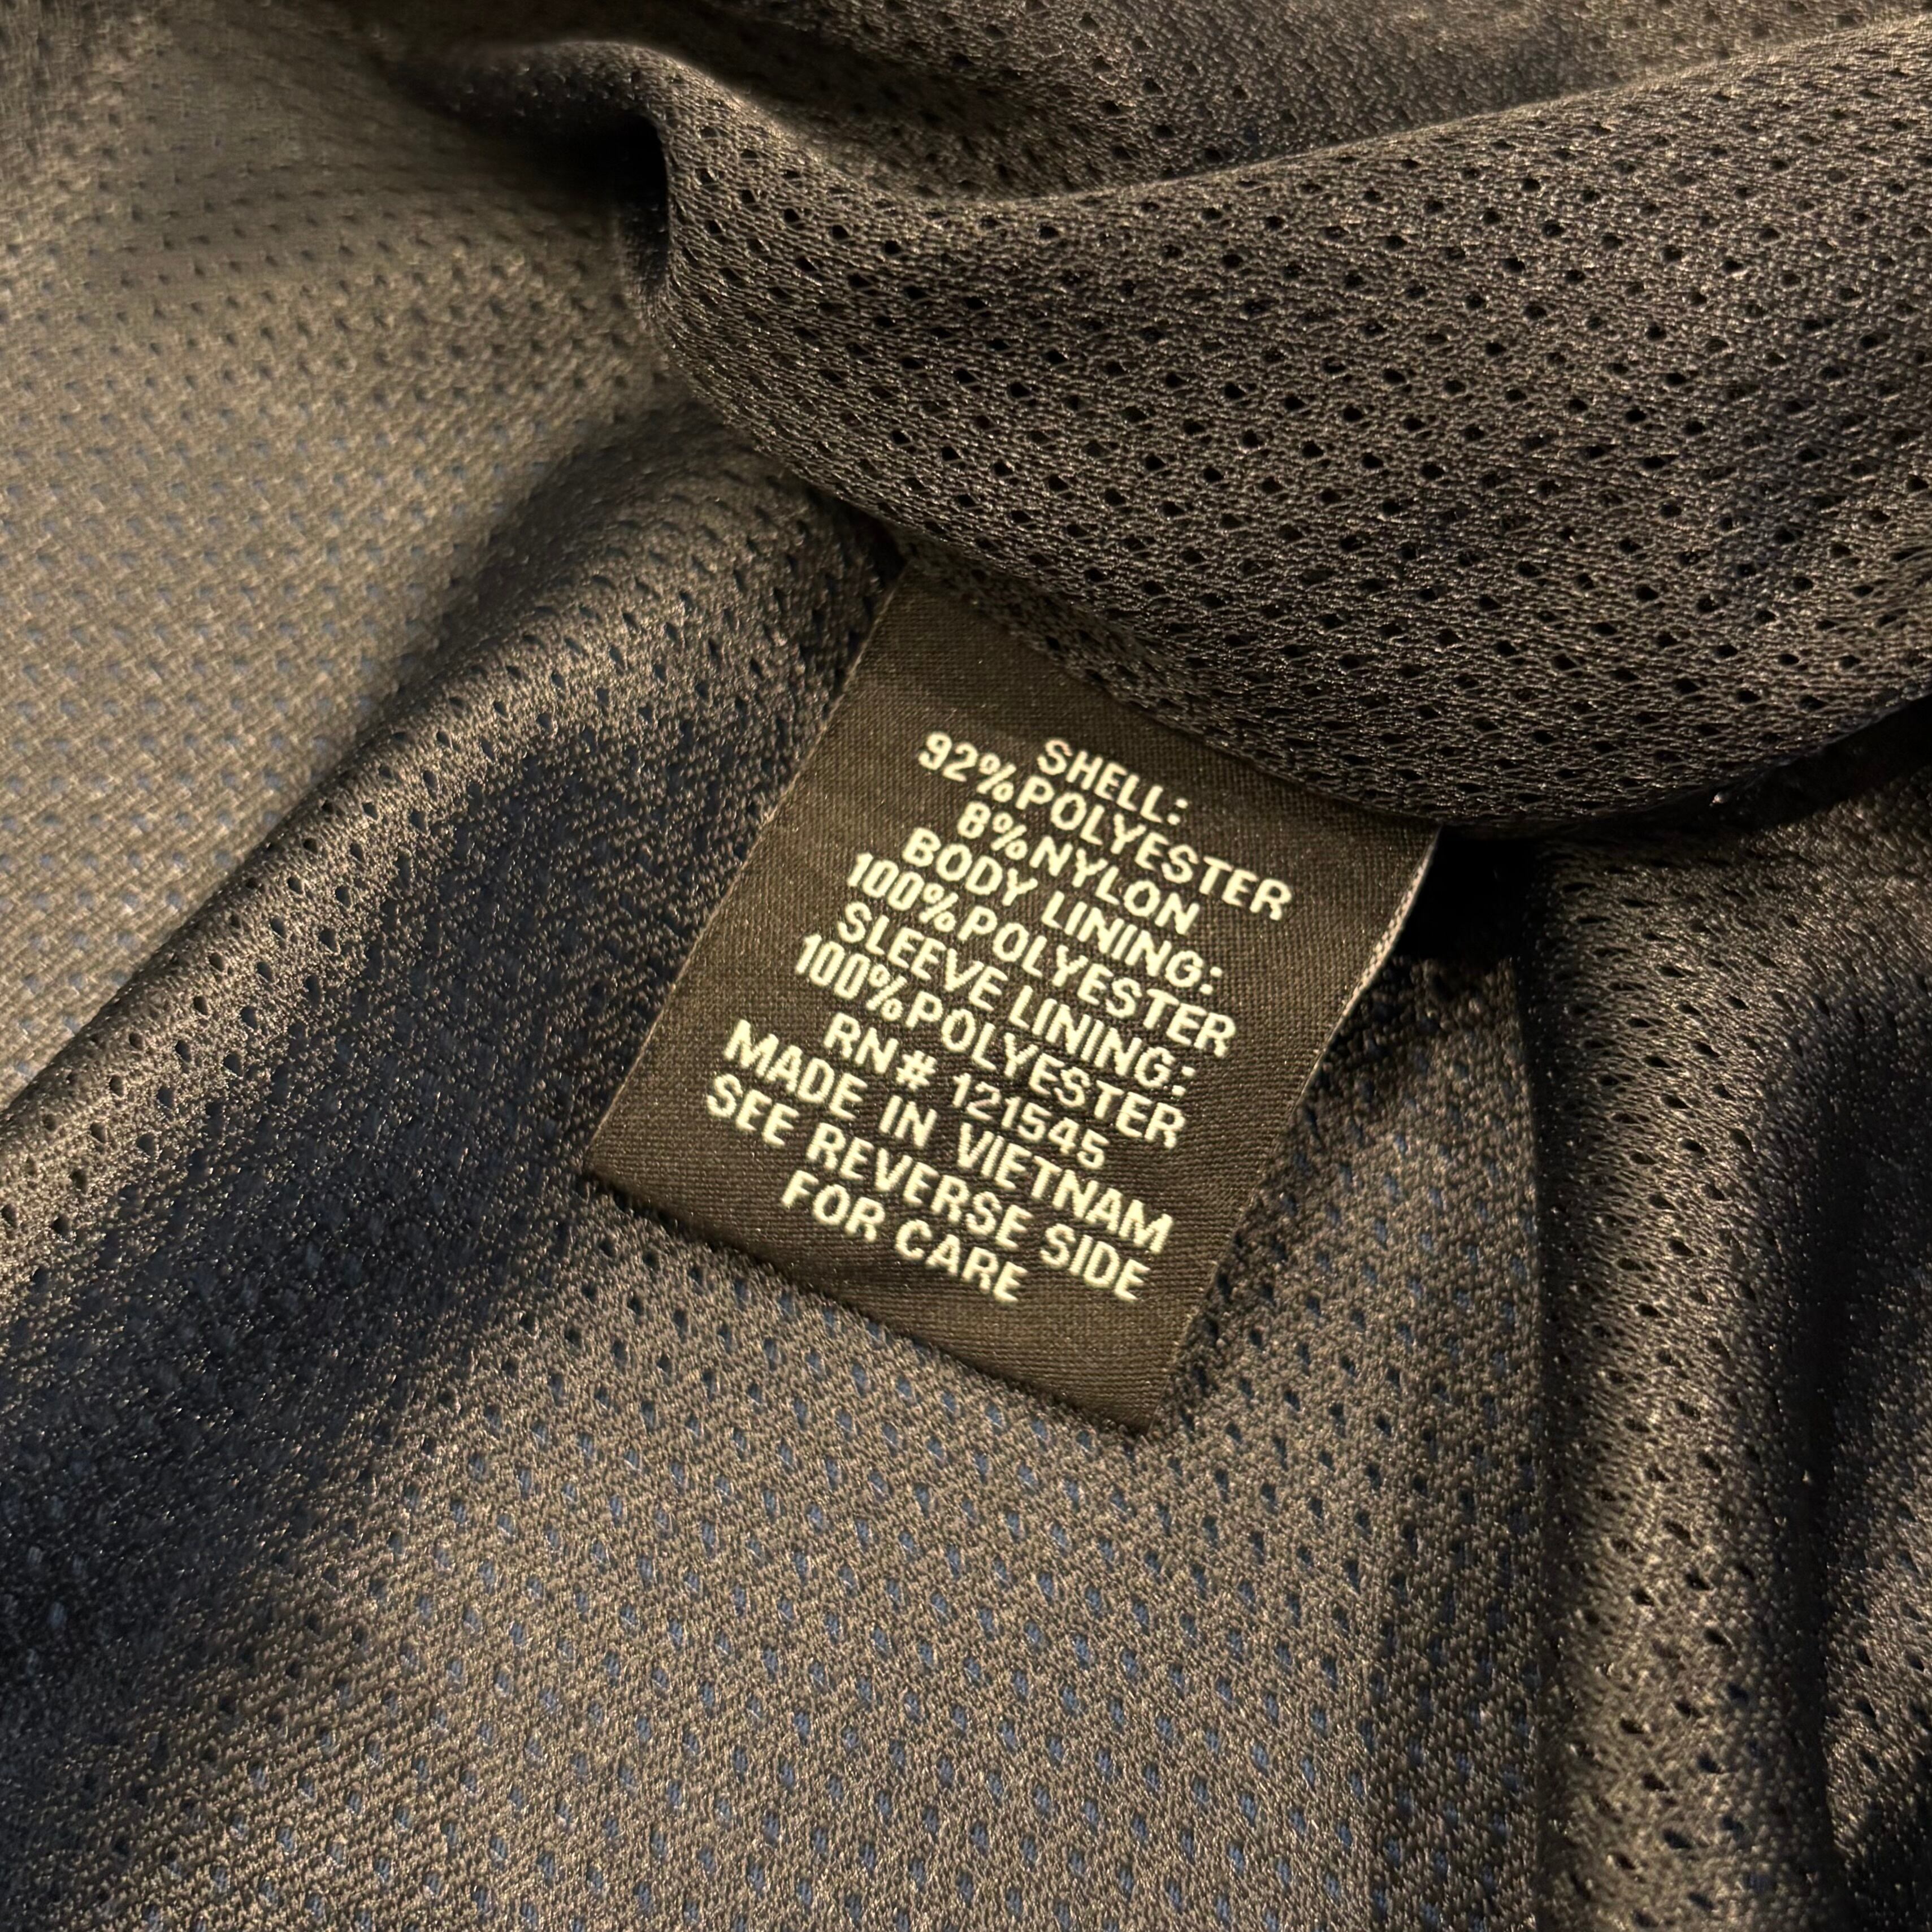 SHELL:
92%POLYESTER
8%NYLON
BODY LINING:
100%POLYESTER
SLEEVE LINING:
100%POLYESTER
RN# 121545
MADE IN VIETNAM
SEE REVERSE SIDE
FOR CARE